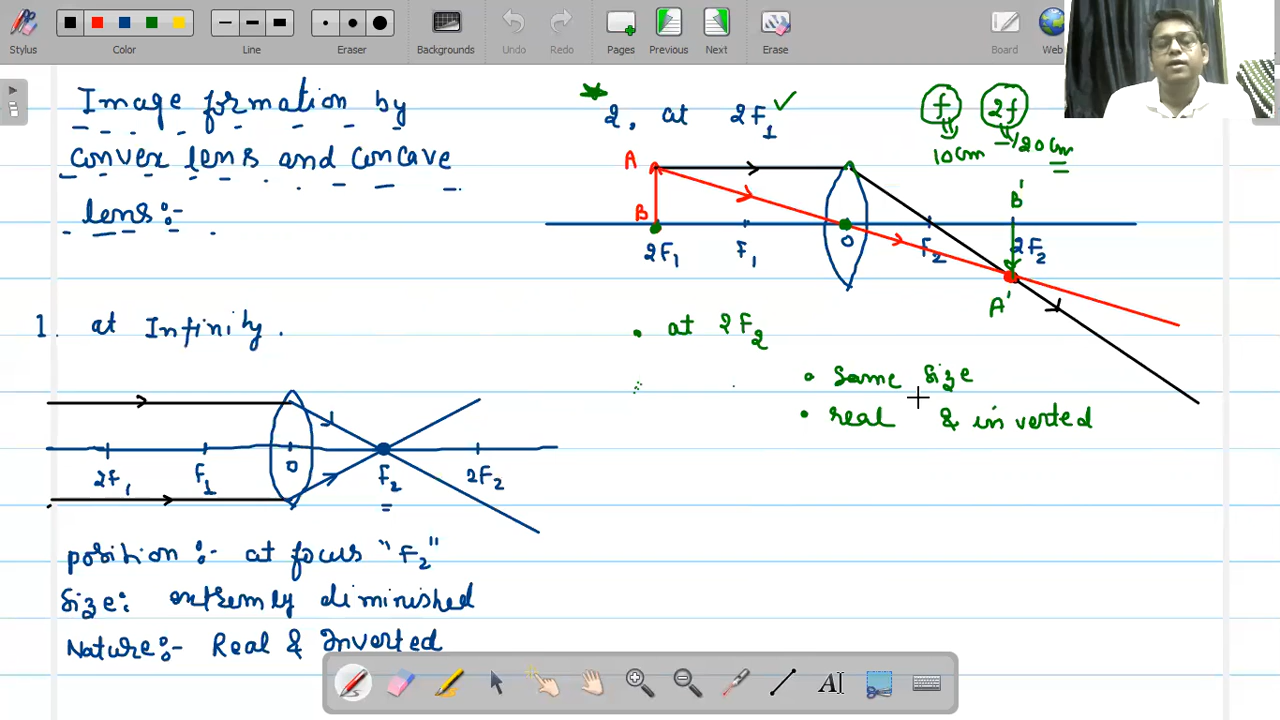 Stylus
Color
Line
Eraser
Backgrounds
Undo
Redo
Pages
Previous
Next
Erase
Board
Web
Image formation by
convex lens and concave
lens :-
1. at Infinity.
2F₁ F₁ O F₂ 2F₂
position :- at focus "F₂"
Size: extremly diminished
Nature :- Real & Inverted
2. at 2F₁ ✓
f 2f
10cm 20cm
A
B
B'
2F₁ F₁ O F₂ 2F₂
A'
• at 2F₂
• Same Size
• real & inverted
AI